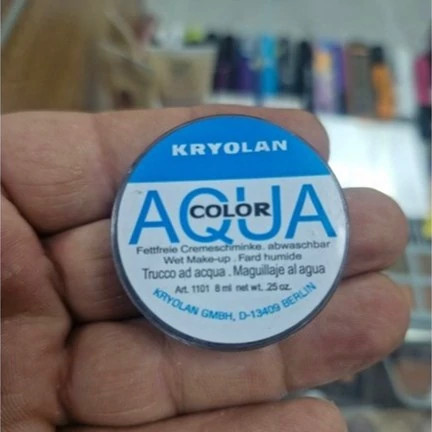 KRYOLAN
AQUA
COLOR
Fettfreie Cremeschminke. abwaschbar
Wet Make-up . Fard humide
Trucco ad acqua . Maguillaje al agua
Art. 1101 8 ml net wt. .25 oz.
KRYOLAN GMBH, D-13409 BERLIN